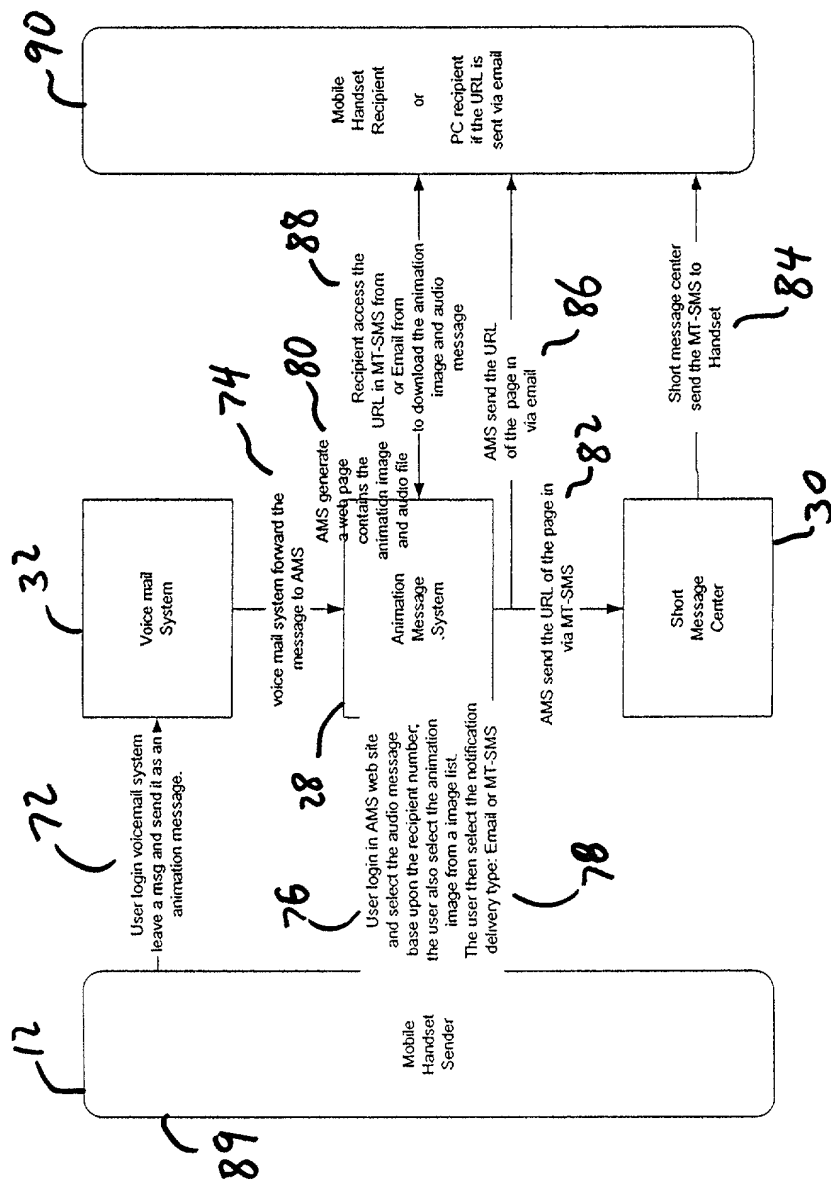 12
89
Mobile
Handset
Sender
72
User login voicemail system
leave a msg and send it as an
animation message.
32
Voice mail
System
74
voice mail system forward the
message to AMS
76
User login in AMS web site
and select the audio message
base upon the recipient number;
the user also select the animation
image from a image list.
The user then select the notification
delivery type: Email or MT-SMS
78
28
Animation
Message
.System
80
AMS generate
a web page
contains the
animation image
and audio file
88
Recipient access the
URL in MT-SMS from
or Email from
to download the animation
image and audio
message
AMS send the URL
of the page in
via email
86
AMS send the URL of the page in
via MT-SMS
82
Short
Message
Center
30
Short message center
send the MT-SMS to
Handset
84
90
Mobile
Handset
Recipient
or
PC recipient
if the URL is
sent via email